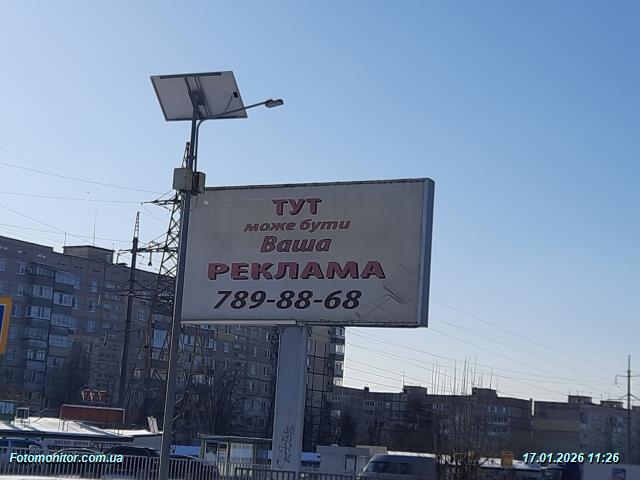 ТУТ
може бути
Ваша
РЕКЛАМА
789-88-68
Fotomonitor.com.ua
17.01.2026 11:26